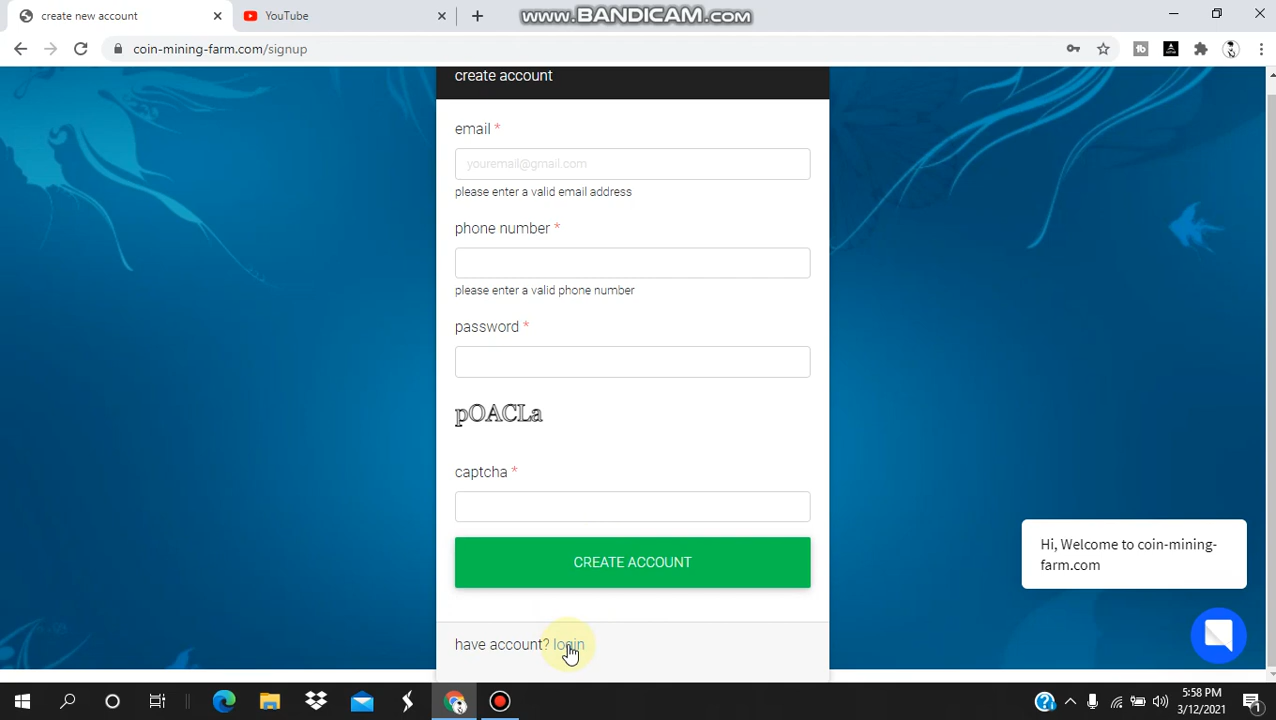 create new account
YouTube
www.BANDICAM.com
coin-mining-farm.com/signup
create account
email *
youremail@gmail.com
please enter a valid email address
phone number *
please enter a valid phone number
password *
pOACLa
captcha *
CREATE ACCOUNT
have account? login
Hi, Welcome to coin-mining-
farm.com
5:58 PM
3/12/2021
1